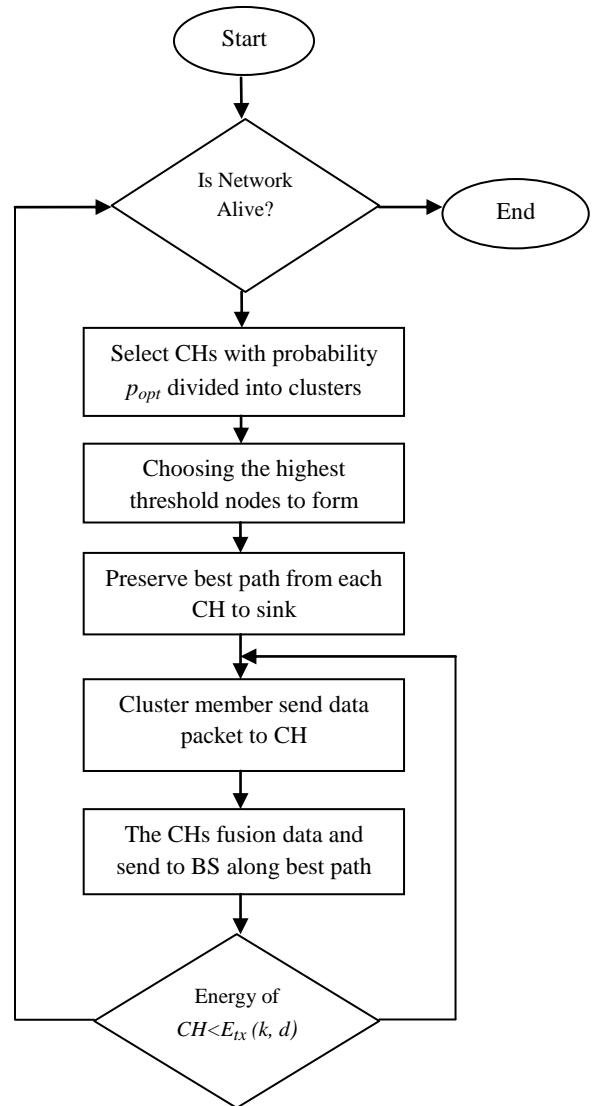 Start
Is Network
Alive?
End
Select CHs with probability
p_opt divided into clusters
Choosing the highest
threshold nodes to form
Preserve best path from each
CH to sink
Cluster member send data
packet to CH
The CHs fusion data and
send to BS along best path
Energy of
CH<E_tx (k, d)